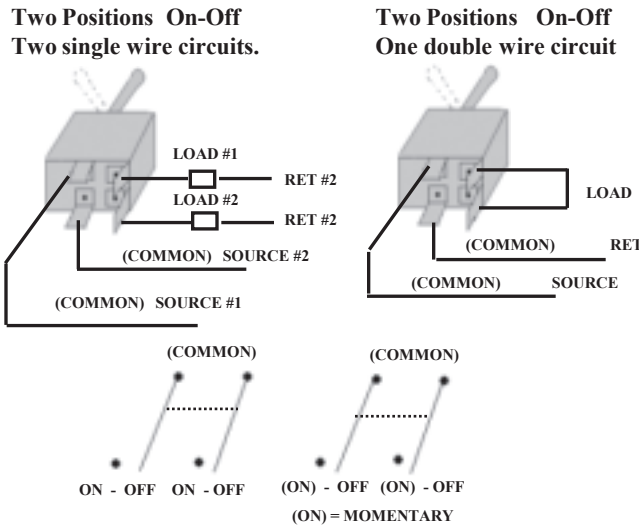 Two Positions On-Off
Two single wire circuits.
LOAD #1
RET #2
LOAD #2
RET #2
(COMMON) SOURCE #2
(COMMON) SOURCE #1
Two Positions On-Off
One double wire circuit
LOAD
(COMMON) RET
(COMMON) SOURCE
(COMMON)
ON - OFF ON - OFF
(COMMON)
(ON) - OFF (ON) - OFF
(ON) = MOMENTARY